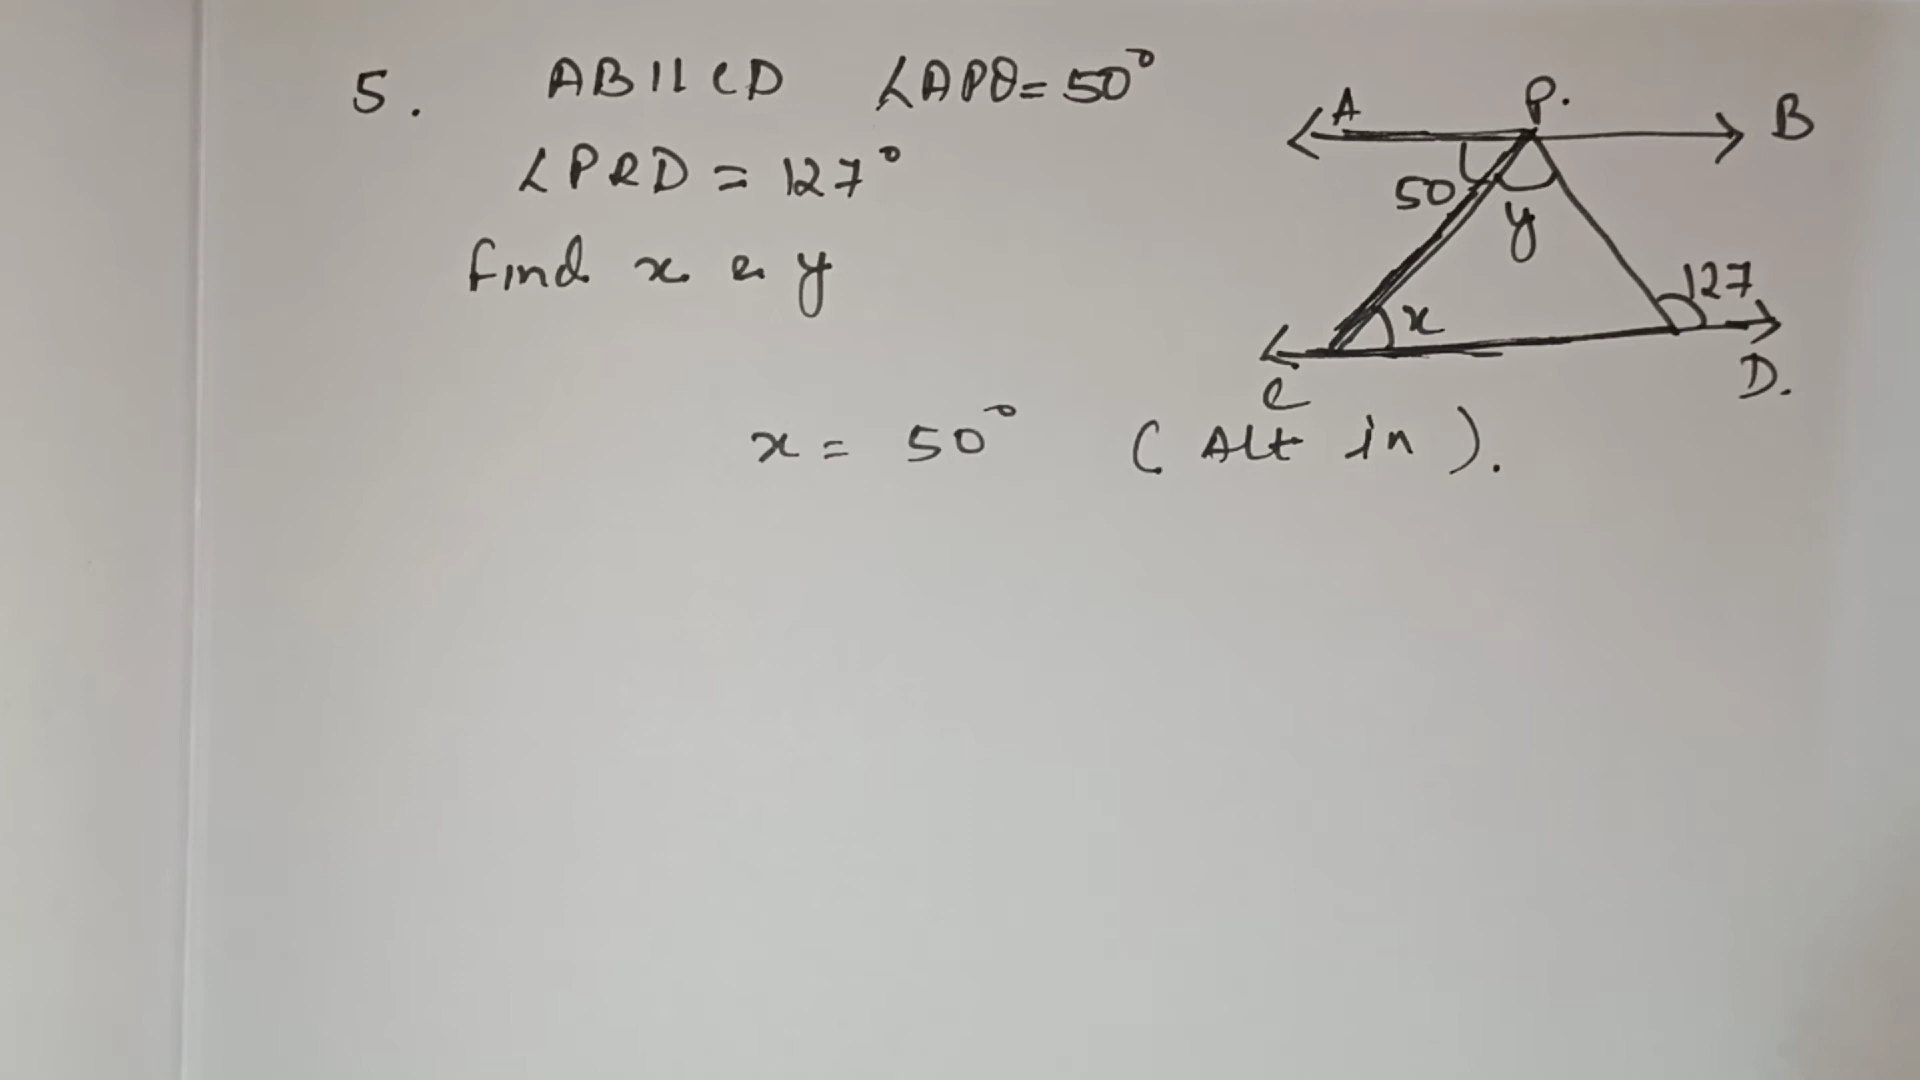 5. AB || CD ∠APQ = 50°
∠PRD = 127°
find x & y
A P. B
50 y
x 127
C D.
x = 50° ( Alt in ).